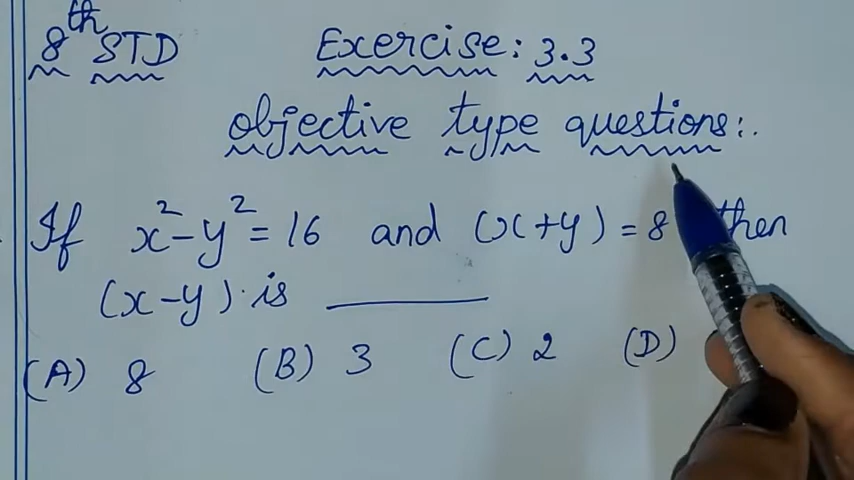 8th STD Exercise: 3.3
objective type questions:.
If x²-y²=16 and (x+y)=8 then
(x-y).is ________
(A) 8 (B) 3 (C) 2 (D)